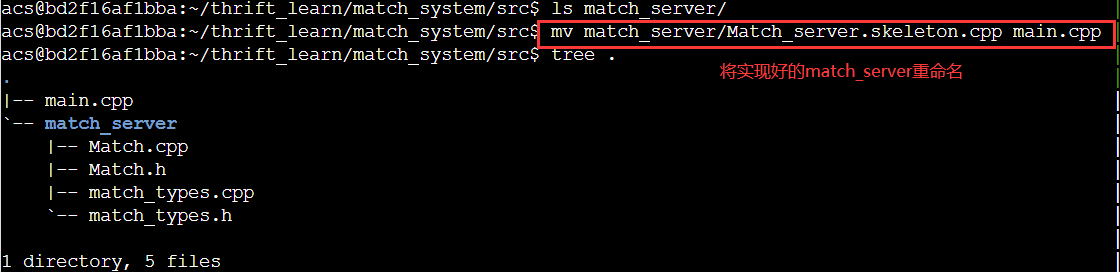 acs@bd2f16af1bba:~/thrift_learn/match_system/src$ ls match_server/
acs@bd2f16af1bba:~/thrift_learn/match_system/src$ mv match_server/Match_server.skeleton.cpp main.cpp
acs@bd2f16af1bba:~/thrift_learn/match_system/src$ tree .
将实现好的match_server重命名
.
|-- main.cpp
`-- match_server
    |-- Match.cpp
    |-- Match.h
    |-- match_types.cpp
    `-- match_types.h
1 directory, 5 files